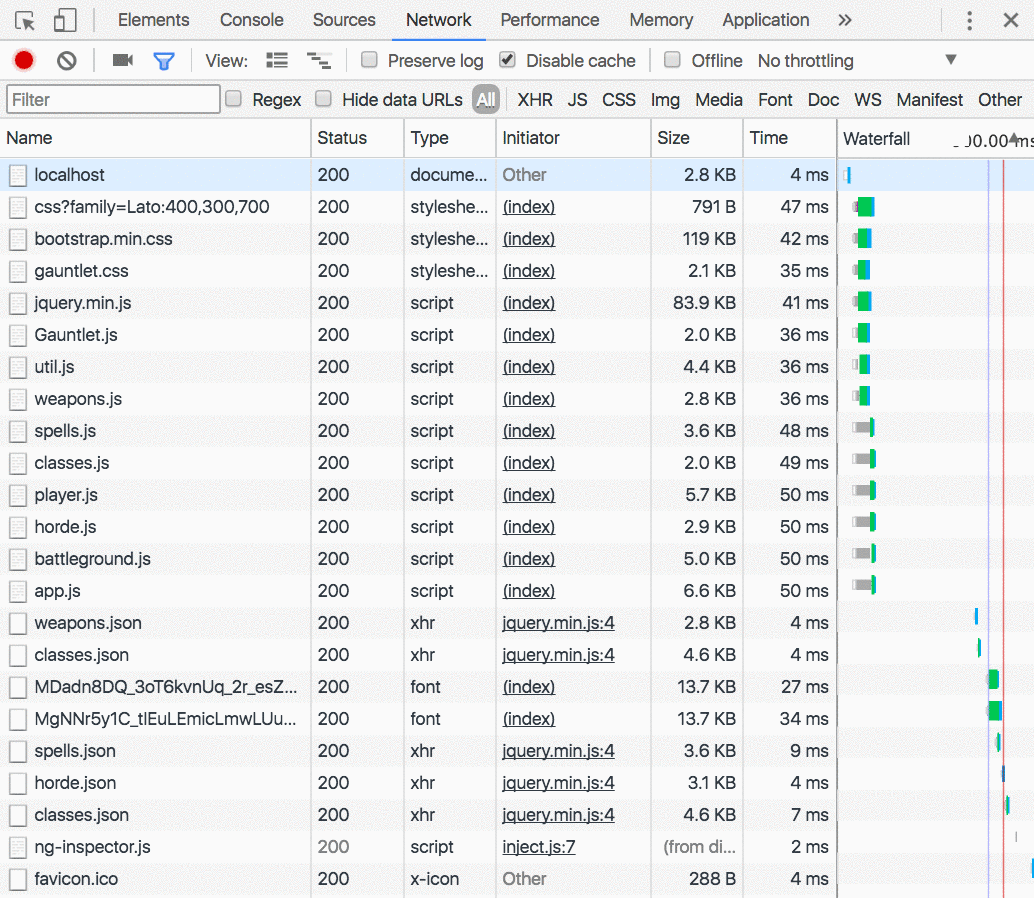 Elements Console Sources Network Performance Memory Application »
View: Preserve log Disable cache Offline No throttling
Filter Regex Hide data URLs All XHR JS CSS Img Media Font Doc WS Manifest Other
Name Status Type Initiator Size Time Waterfall 00.00 ms
localhost 200 docume... Other 2.8 KB 4 ms
css?family=Lato:400,300,700 200 styleshe... (index) 791 B 47 ms
bootstrap.min.css 200 styleshe... (index) 119 KB 42 ms
gauntlet.css 200 styleshe... (index) 2.1 KB 35 ms
jquery.min.js 200 script (index) 83.9 KB 41 ms
Gauntlet.js 200 script (index) 2.0 KB 36 ms
util.js 200 script (index) 4.4 KB 36 ms
weapons.js 200 script (index) 2.8 KB 36 ms
spells.js 200 script (index) 3.6 KB 48 ms
classes.js 200 script (index) 2.0 KB 49 ms
player.js 200 script (index) 5.7 KB 50 ms
horde.js 200 script (index) 2.9 KB 50 ms
battleground.js 200 script (index) 5.0 KB 50 ms
app.js 200 script (index) 6.6 KB 50 ms
weapons.json 200 xhr jquery.min.js:4 2.8 KB 4 ms
classes.json 200 xhr jquery.min.js:4 4.6 KB 4 ms
MDadn8DQ_3oT6kvnUq_2r_esZ... 200 font (index) 13.7 KB 27 ms
MgNNr5y1C_tlEuLEmicLmwLUu... 200 font (index) 13.7 KB 34 ms
spells.json 200 xhr jquery.min.js:4 3.6 KB 9 ms
horde.json 200 xhr jquery.min.js:4 3.1 KB 4 ms
classes.json 200 xhr jquery.min.js:4 4.6 KB 7 ms
ng-inspector.js 200 script inject.js:7 (from di... 2 ms
favicon.ico 200 x-icon Other 288 B 4 ms